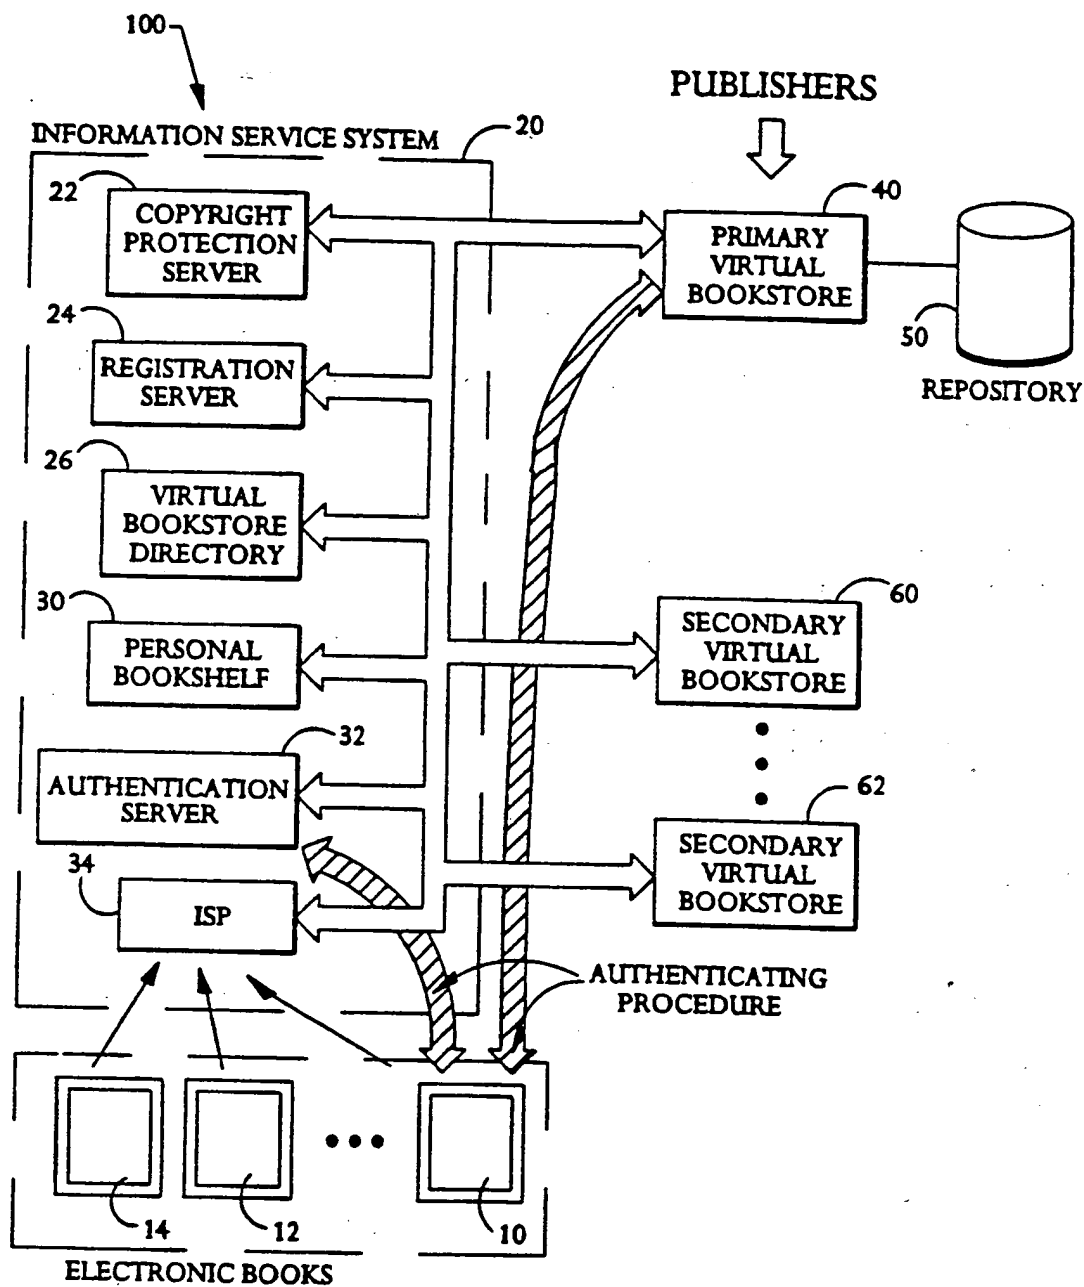 100
PUBLISHERS
INFORMATION SERVICE SYSTEM
20
22
COPYRIGHT
PROTECTION
SERVER
40
PRIMARY
VIRTUAL
BOOKSTORE
50
REPOSITORY
24
REGISTRATION
SERVER
26
VIRTUAL
BOOKSTORE
DIRECTORY
30
PERSONAL
BOOKSHELF
60
SECONDARY
VIRTUAL
BOOKSTORE
32
AUTHENTICATION
SERVER
62
SECONDARY
VIRTUAL
BOOKSTORE
34
ISP
AUTHENTICATING
PROCEDURE
14
12
10
ELECTRONIC BOOKS